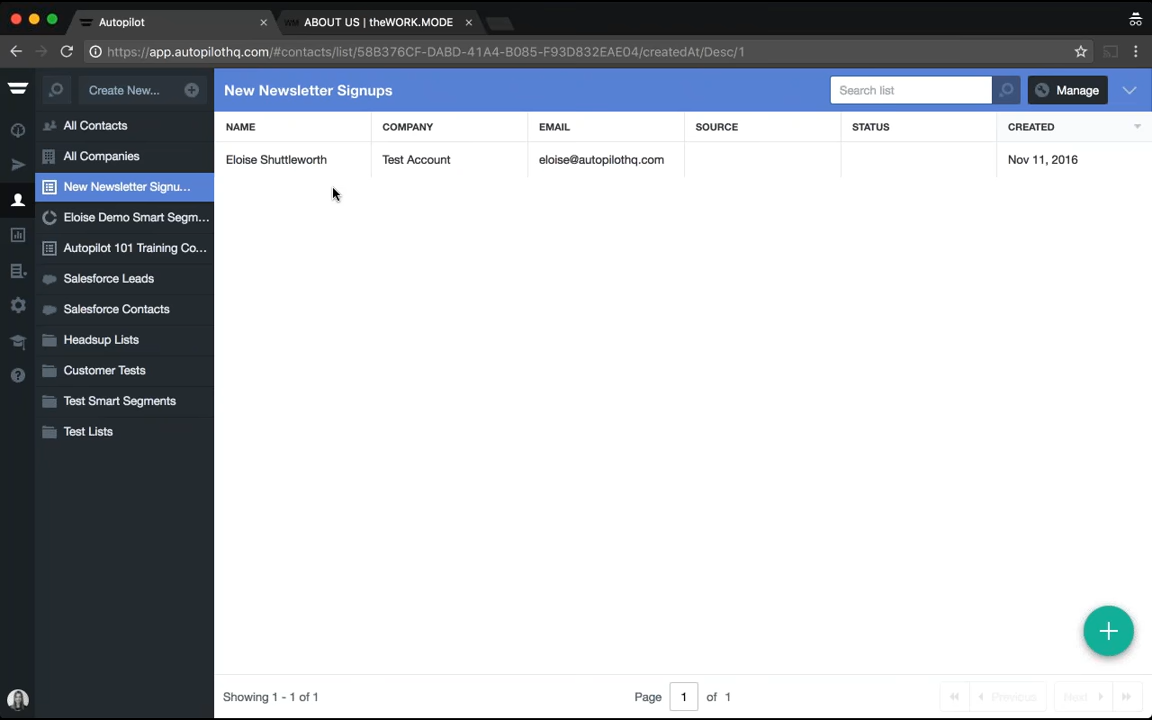 Autopilot
WM ABOUT US | theWORK.MODE
https://app.autopilothq.com/#contacts/list/58B376CF-DABD-41A4-B085-F93D832EAE04/createdAt/Desc/1
Create New...
New Newsletter Signups
Search list
Manage
All Contacts
All Companies
New Newsletter Signu...
Eloise Demo Smart Segm...
Autopilot 101 Training Co...
Salesforce Leads
Salesforce Contacts
Headsup Lists
Customer Tests
Test Smart Segments
Test Lists
NAME COMPANY EMAIL SOURCE STATUS CREATED
Eloise Shuttleworth Test Account eloise@autopilothq.com Nov 11, 2016
Showing 1 - 1 of 1
Page 1 of 1
Previous Next